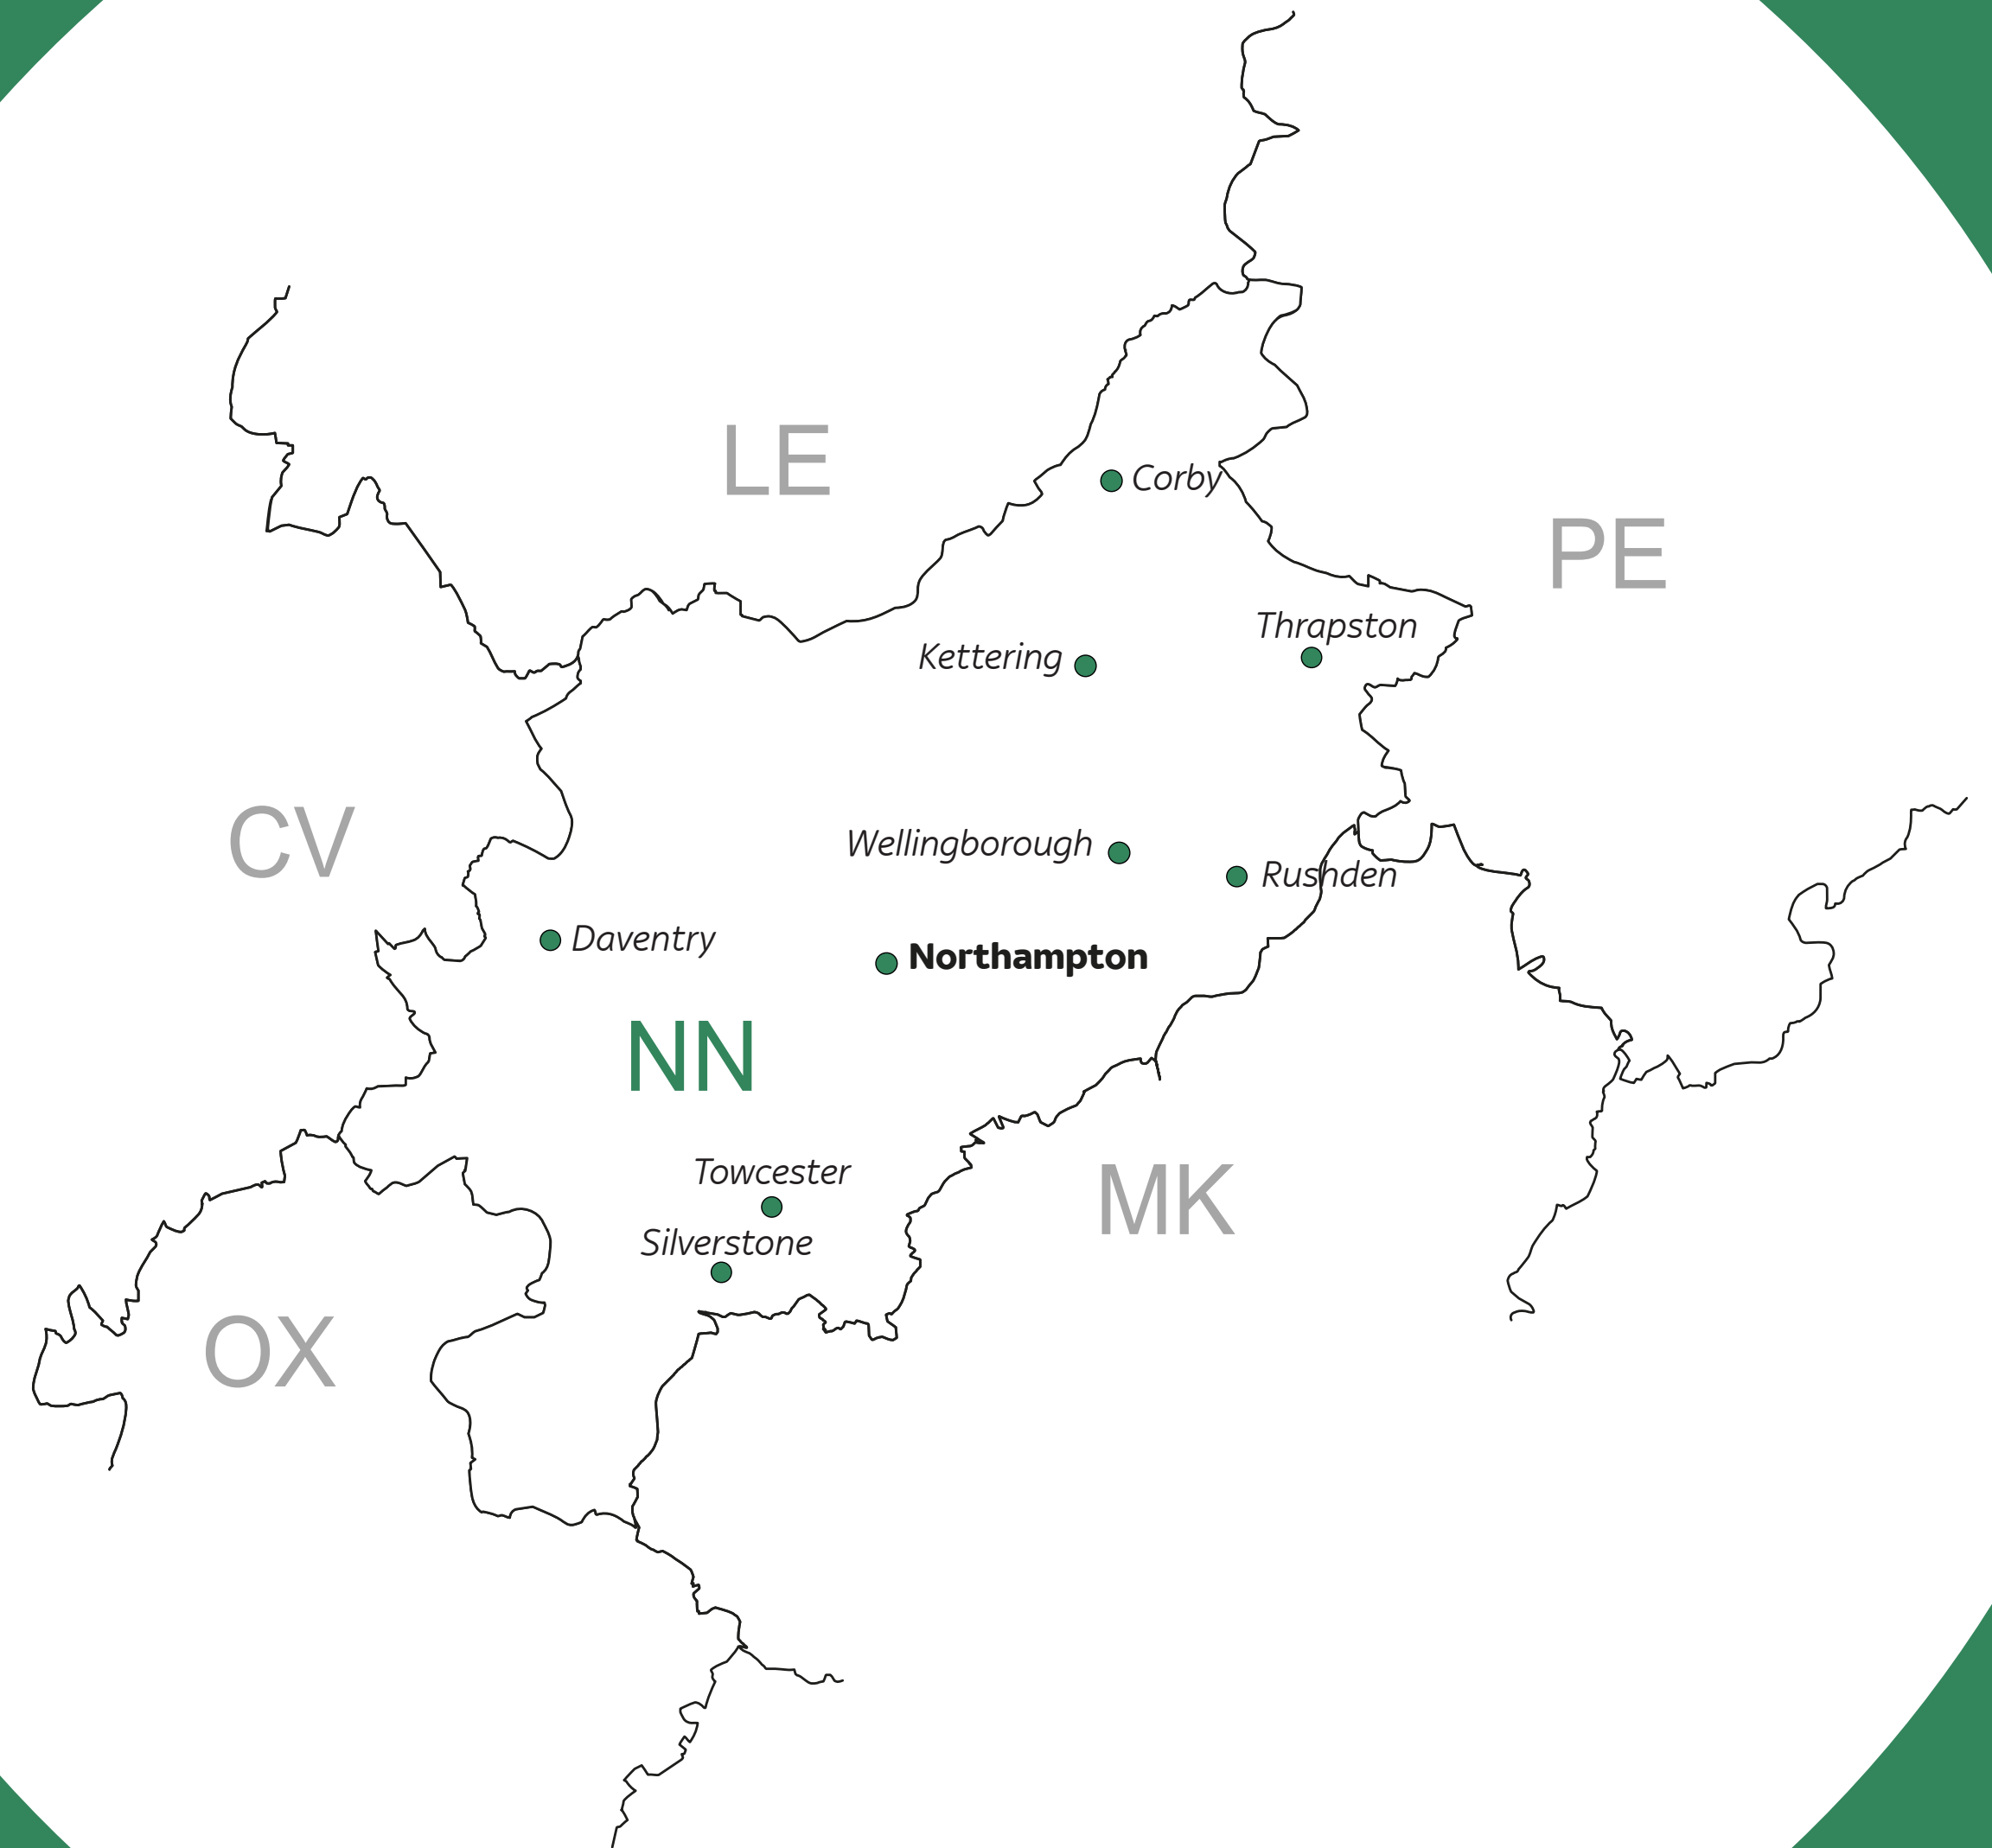 LE
Corby
PE
Thrapston
Kettering
CV
Wellingborough
Rushden
Daventry
Northampton
NN
Towcester
MK
Silverstone
OX